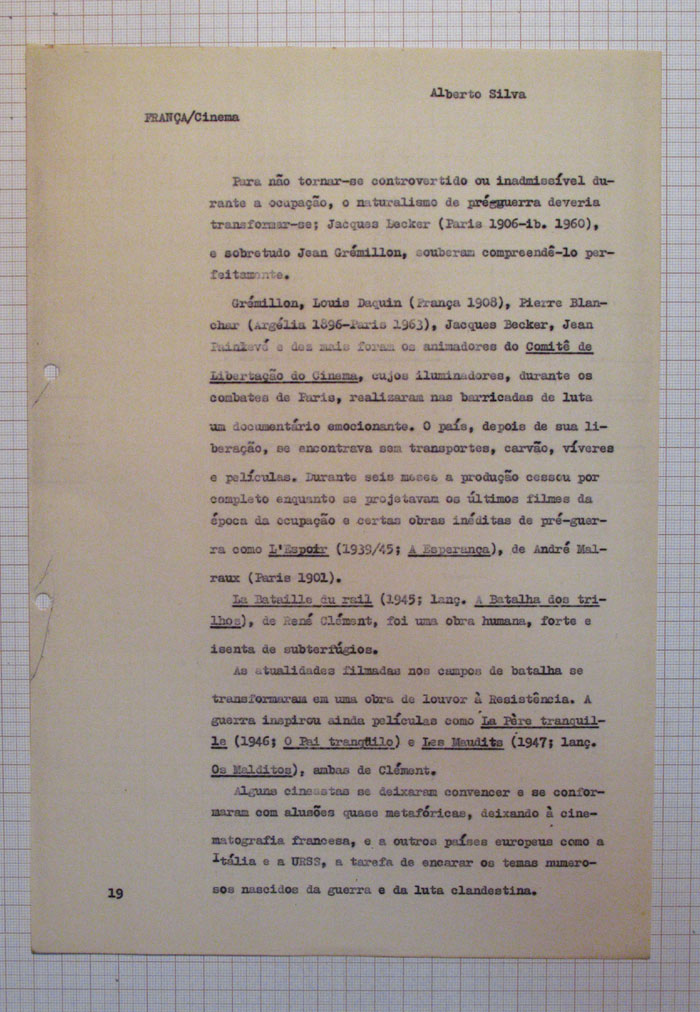 Alberto Silva
FRANÇA/Cinema
Para não tornar-se controvertido ou inadmissível du-
rante a ocupação, o naturalismo de prégguerra deveria
transformar-se; Jacques Lecker (Paris 1906-ib. 1960),
e sobretudo Jean Grémillon, souberam compreendê-lo per-
feitamente.
Grémillon, Louis Daquin (França 1908), Pierre Blan-
char (Argélia 1896-Paris 1963), Jacques Becker, Jean
Painlevé e dez mais foram os animadores do Comitê de
Libertação do Cinema, cujos iluminadores, durante os
combates de Paris, realizaram nas barricadas de luta
um documentário emocionante. O país, depois de sua li-
beração, se encontrava sem transportes, carvão, víveres
e películas. Durante seis meses a produção cessou por
completo enquanto se projetavam os últimos filmes da
época da ocupação e certas obras inéditas de pré-guer-
ra como L'Espoir (1939/45; A Esperança), de André Mal-
raux (Paris 1901).
La Bataille du rail (1945; lanç. A Batalha dos tri-
lhos), de René Clément, foi uma obra humana, forte e
isenta de subterfúgios.
As atualidades filmadas nos campos de batalha se
transformaram em uma obra de louvor à Resistência. A
guerra inspirou ainda películas como La Père tranquil-
le (1946; O Pai tranqüilo) e Les Maudits (1947; lanç.
Os Malditos), ambas de Clément.
Alguns cineastas se deixaram convencer e se confor-
maram com alusões quase metafóricas, deixando à cine-
matografia francesa, e a outros países europeus como a
Itália e a URSS, a tarefa de encarar os temas numero-
sos nascidos da guerra e da luta clandestina.
19